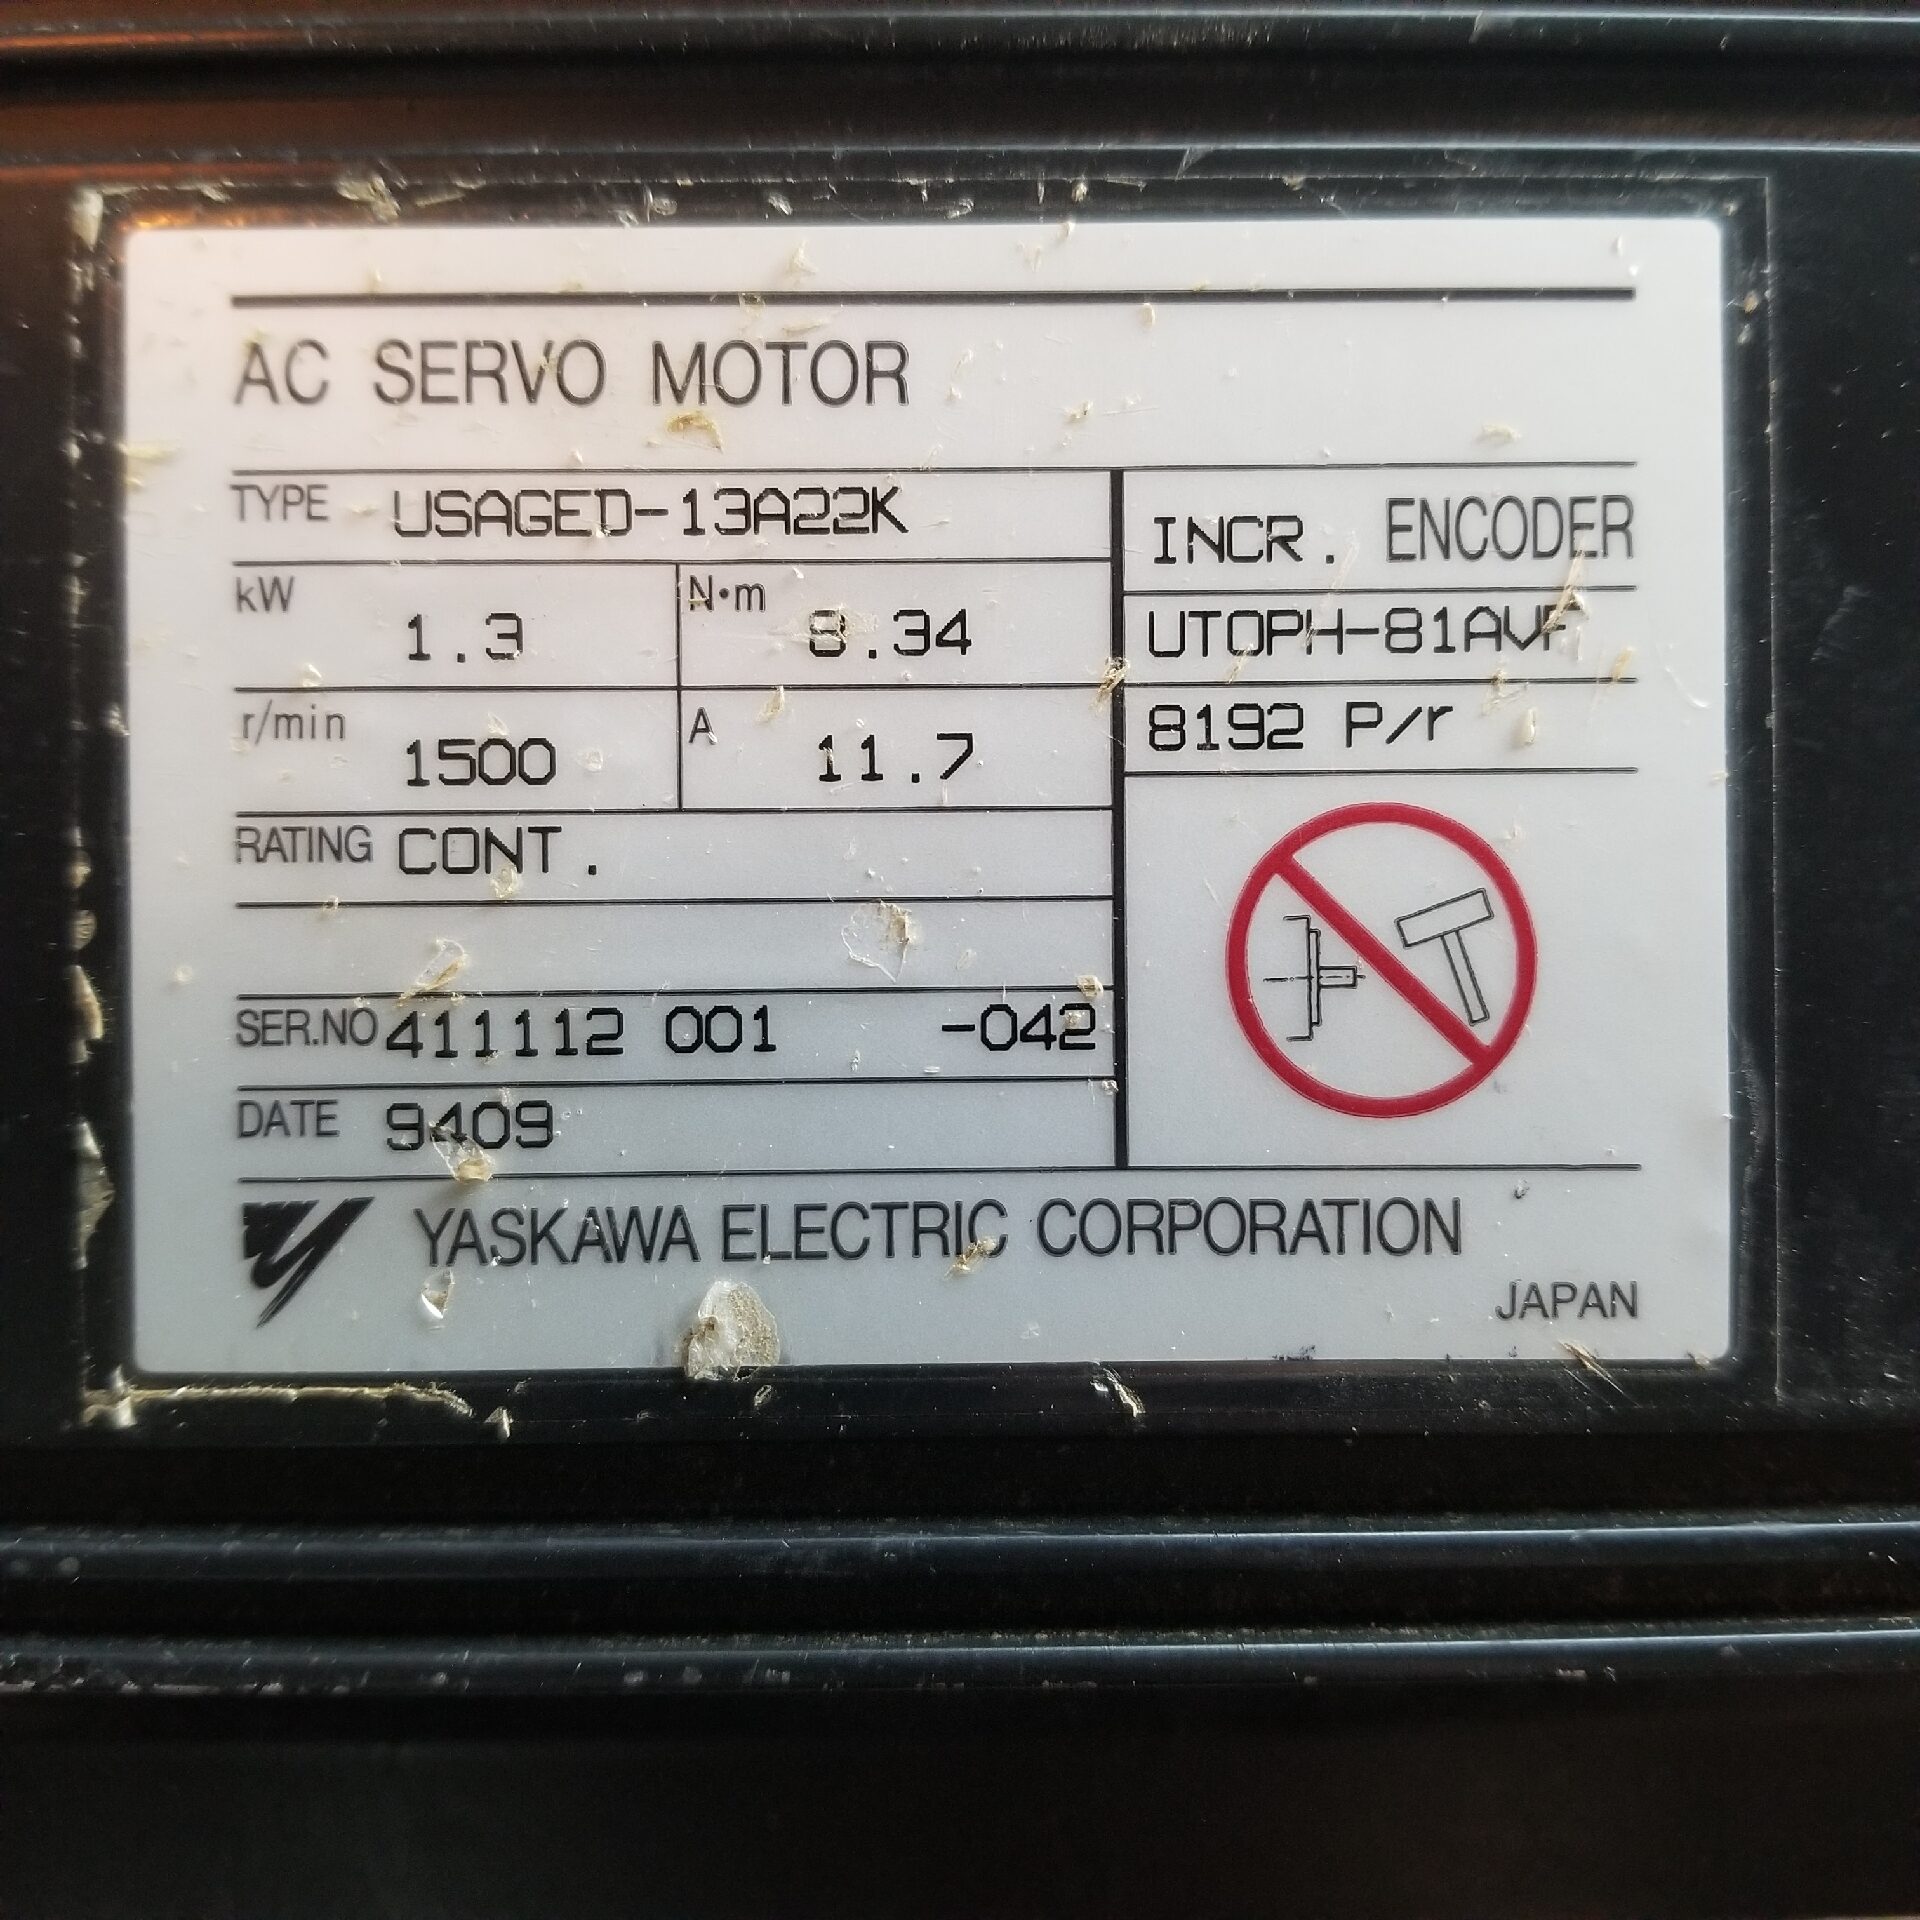 AC SERVO MOTOR
TYPE USAGED-13A22K
kW 1.3 N·m 8.34
r/min 1500 A 11.7
RATING CONT.
SER.NO 411112 001 -042
DATE 9409
INCR. ENCODER
UTOPH-81AVF
8192 P/r
YASKAWA ELECTRIC CORPORATION
JAPAN